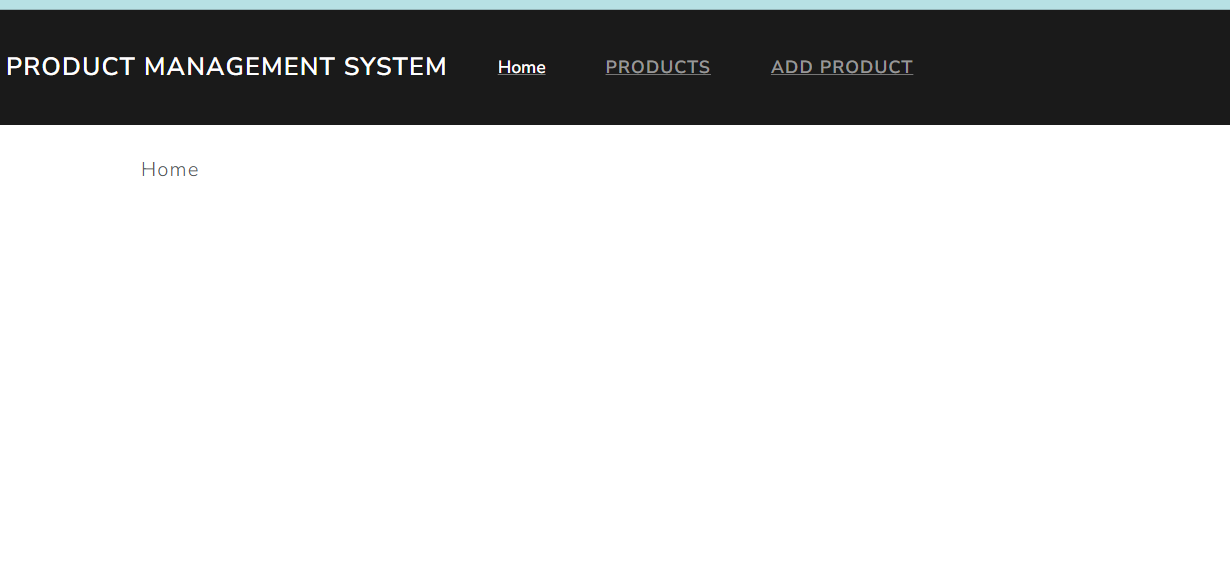 PRODUCT MANAGEMENT SYSTEM Home PRODUCTS ADD PRODUCT
Home